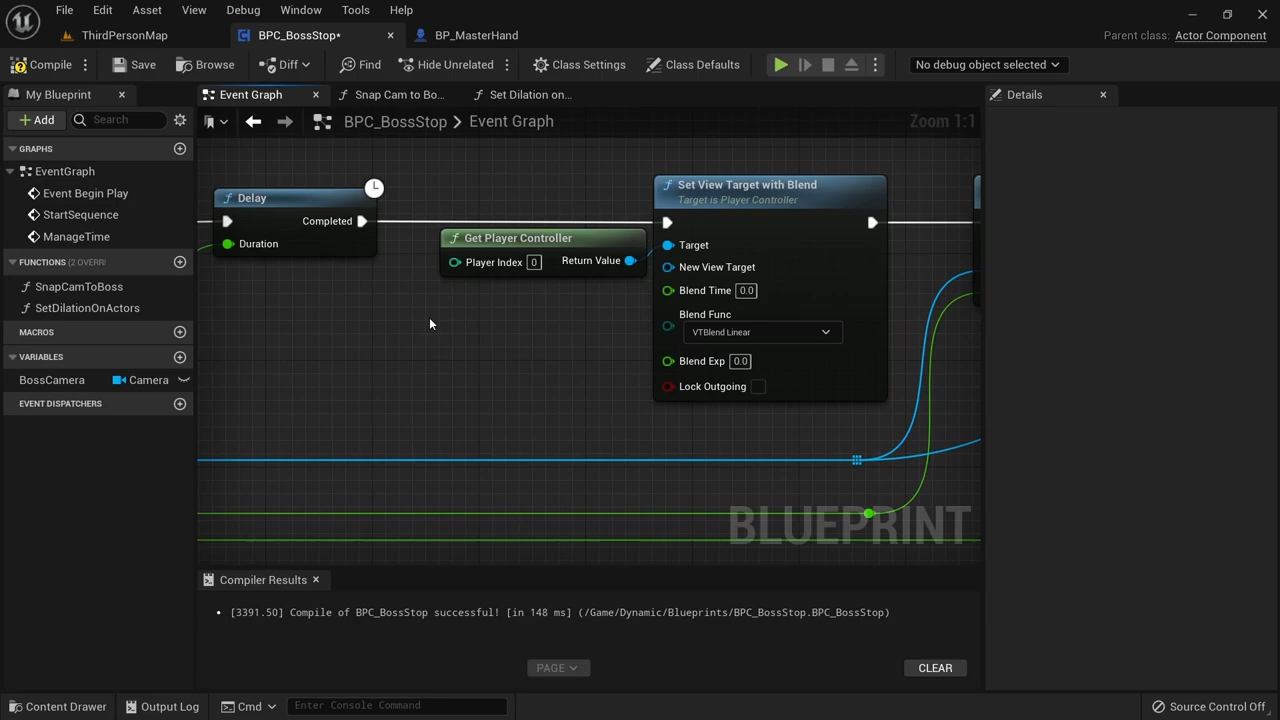 File Edit Asset View Debug Window Tools Help
ThirdPersonMap BPC_BossStop* BP_MasterHand Parent class: Actor Component
Compile Save Browse Diff Find Hide Unrelated Class Settings Class Defaults No debug object selected
My Blueprint Event Graph Snap Cam to Bo... Set Dilation on... Details
Add Search BPC_BossStop > Event Graph Zoom 1:1
GRAPHS
EventGraph
Event Begin Play
StartSequence
ManageTime
FUNCTIONS (2 OVERRI
SnapCamToBoss
SetDilationOnActors
MACROS
VARIABLES
BossCamera Camera
EVENT DISPATCHERS
Delay
Completed
Duration
Get Player Controller
Player Index 0 Return Value
Set View Target with Blend
Target is Player Controller
Target
New View Target
Blend Time 0.0
Blend Func
VTBlend Linear
Blend Exp 0.0
Lock Outgoing
BLUEPRINT
Compiler Results
[3391.50] Compile of BPC_BossStop successful! [in 148 ms] (/Game/Dynamic/Blueprints/BPC_BossStop.BPC_BossStop)
PAGE CLEAR
Content Drawer Output Log Cmd Enter Console Command Source Control Off